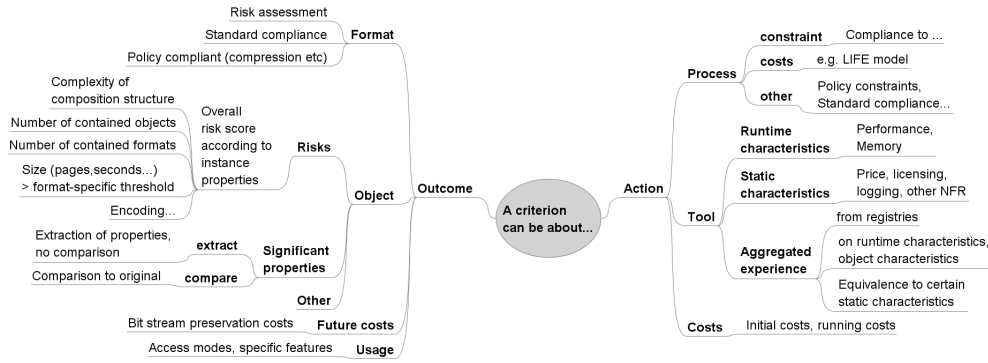 A criterion
can be about...
Outcome
Format
Risk assessment
Standard compliance
Policy compliant (compression etc)
Object
Risks
Overall
risk score
according to
instance
properties
Complexity of
composition structure
Number of contained objects
Number of contained formats
Size (pages,seconds...)
> format-specific threshold
Encoding...
Significant
properties
extract
Extraction of properties,
no comparison
compare
Comparison to original
Other
Future costs
Bit stream preservation costs
Usage
Access modes, specific features
Action
Process
constraint
Compliance to ...
costs
e.g. LIFE model
other
Policy constraints,
Standard compliance...
Tool
Runtime
characteristics
Performance,
Memory
Static
characteristics
Price, licensing,
logging, other NFR
Aggregated
experience
from registries
on runtime characteristics,
object characteristics
Equivalence to certain
static characteristics
Costs
Initial costs, running costs